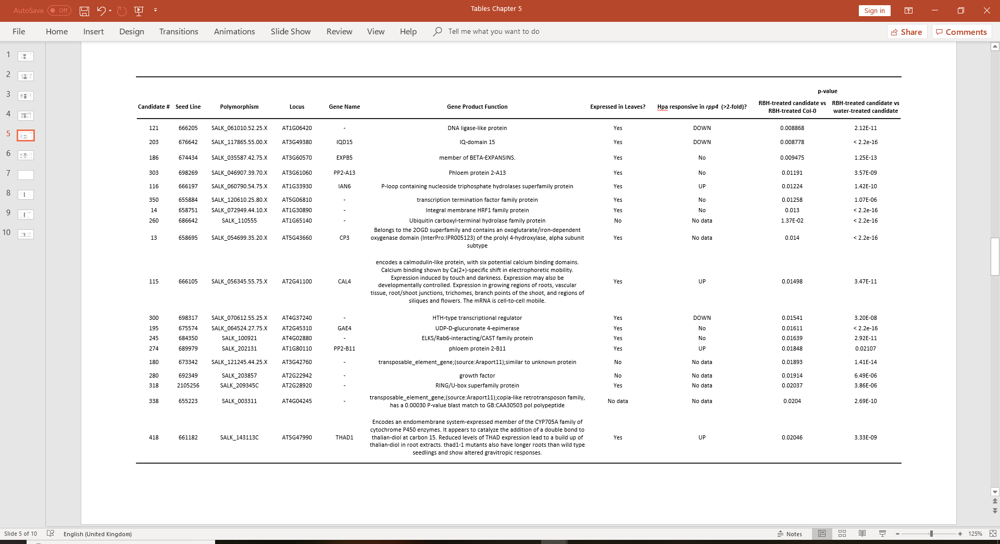 AutoSave Off
Tables Chapter 5
Sign in
File Home Insert Design Transitions Animations Slide Show Review View Help Tell me what you want to do
Share Comments
1
2
3
4
5
6
7
8
9
10
p-value
Candidate # Seed Line Polymorphism Locus Gene Name Gene Product Function Expressed in Leaves? Hpa responsive in rpp4 (>2-fold)? RBH-treated candidate vs RBH-treated Col-0 RBH-treated candidate vs water-treated candidate
121 666205 SALK_061010.52.25.X AT1G06420 - DNA ligase-like protein Yes DOWN 0.008868 2.12E-11
203 676642 SALK_117865.55.00.X AT3G49380 IQD15 IQ-domain 15 Yes DOWN 0.008778 < 2.2e-16
186 674434 SALK_035587.42.75.X AT3G60570 EXPB5 member of BETA-EXPANSINS. Yes No 0.009475 1.25E-13
303 698269 SALK_046907.39.70.X AT3G61060 PP2-A13 Phloem protein 2-A13 Yes No 0.01191 3.57E-09
116 666197 SALK_060790.54.75.X AT1G33930 IAN6 P-loop containing nucleoside triphosphate hydrolases superfamily protein Yes UP 0.01224 1.42E-10
350 655884 SALK_120610.25.80.X AT5G06810 - transcription termination factor family protein Yes No 0.01258 1.07E-06
14 658751 SALK_072949.44.10.X AT1G30890 - Integral membrane HRF1 family protein Yes No 0.013 < 2.2e-16
260 686642 SALK_110555 AT1G65140 - Ubiquitin carboxyl-terminal hydrolase family protein No No data 1.37E-02 < 2.2e-16
Belongs to the 2OGD superfamily and contains an oxoglutarate/iron-dependent
13 658695 SALK_054699.35.20.X AT5G43660 CP3 oxygenase domain (InterPro:IPR005123) of the prolyl 4-hydroxylase, alpha subunit Yes No data 0.014 < 2.2e-16
subtype
encodes a calmodulin-like protein, with six potential calcium binding domains.
Calcium binding shown by Ca(2+)-specific shift in electrophoretic mobility.
Expression induced by touch and darkness. Expression may also be
115 666105 SALK_056345.55.75.X AT2G41100 CAL4 developmentally controlled. Expression in growing regions of roots, vascular Yes UP 0.01498 3.47E-11
tissue, root/shoot junctions, trichomes, branch points of the shoot, and regions of
siliques and flowers. The mRNA is cell-to-cell mobile.
300 698317 SALK_070612.55.25.X AT4G37240 - HTH-type transcriptional regulator Yes DOWN 0.01541 3.20E-08
195 675574 SALK_064524.27.75.X AT2G45310 GAE4 UDP-D-glucuronate 4-epimerase Yes No 0.01611 < 2.2e-16
245 684350 SALK_100921 AT4G02880 - ELKS/Rab6-interacting/CAST family protein Yes No 0.01639 2.92E-11
274 689979 SALK_202131 AT1G80110 PP2-B11 phloem protein 2-B11 Yes UP 0.01848 0.02107
180 673342 SALK_121245.44.25.X AT3G42760 - transposable_element_gene;(source:Araport11);similar to unknown protein No No data 0.01893 1.41E-14
280 692349 SALK_203857 AT2G22942 - growth factor No No data 0.01914 6.49E-06
318 2105256 SALK_209345C AT2G28920 - RING/U-box superfamily protein Yes No data 0.02037 3.86E-06
transposable_element_gene;(source:Araport11);copia-like retrotransposon family,
338 655223 SALK_003311 AT4G04245 - has a 0.00030 P-value blast match to GB:CAA30503 pol polypeptide No data No data 0.0204 2.69E-10
Encodes an endomembrane system-expressed member of the CYP705A family of
cytochrome P450 enzymes. It appears to catalyze the addition of a double bond to
418 661182 SALK_143113C AT5G47990 THAD1 thalian-diol at carbon 15. Reduced levels of THAD expression lead to a build up of Yes UP 0.02046 3.33E-09
thalian-diol in root extracts. thad1-1 mutants also have longer roots than wild type
seedlings and show altered gravitropic responses.
Slide 5 of 10 English (United Kingdom) Notes 125%